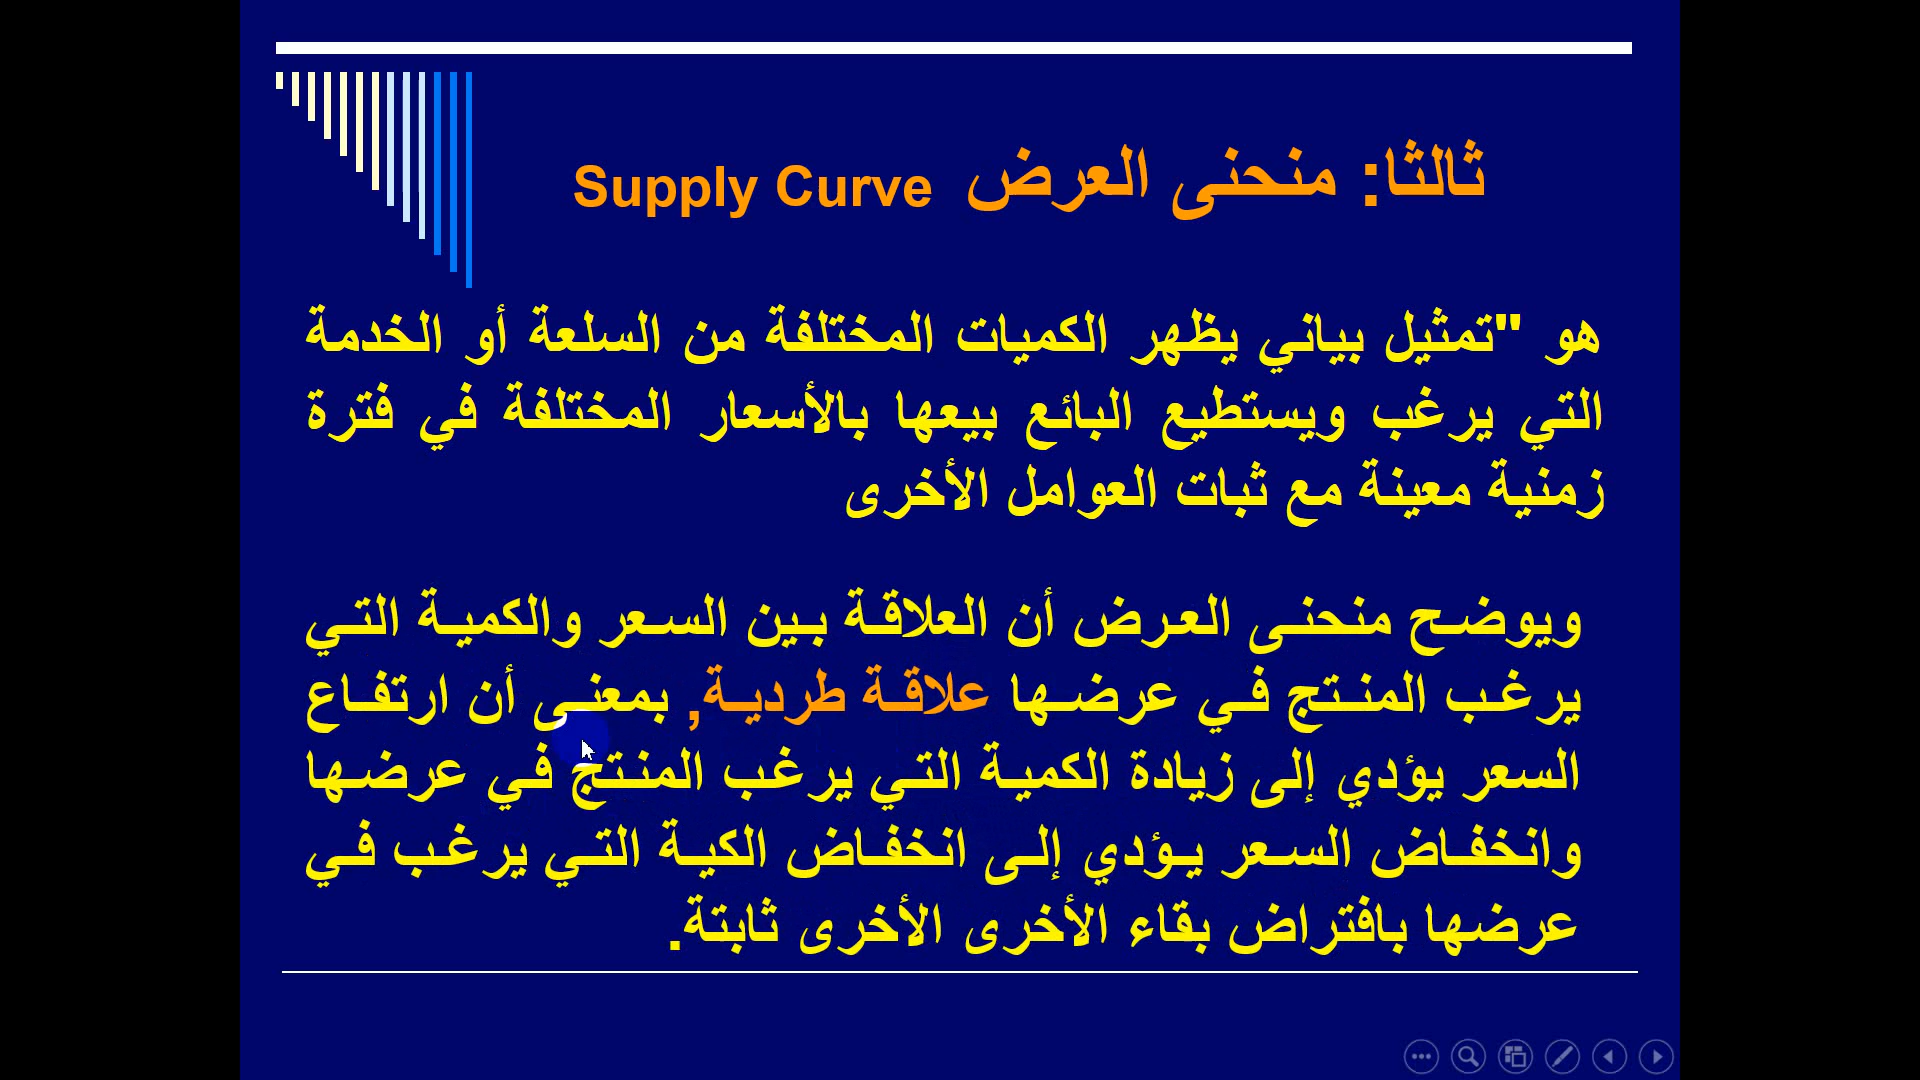 ثالثا: منحنى العرض Supply Curve
هو "تمثيل بياني يظهر الكميات المختلفة من السلعة أو الخدمة
التي يرغب ويستطيع البائع بيعها بالأسعار المختلفة في فترة
زمنية معينة مع ثبات العوامل الأخرى
ويوضح منحنى العرض أن العلاقة بين السعر والكمية التي
يرغب المنتج في عرضها علاقة طردية, بمعنى أن ارتفاع
السعر يؤدي إلى زيادة الكمية التي يرغب المنتج في عرضها
وانخفاض السعر يؤدي إلى انخفاض الكية التي يرغب في
عرضها بافتراض بقاء الأخرى الأخرى ثابتة.